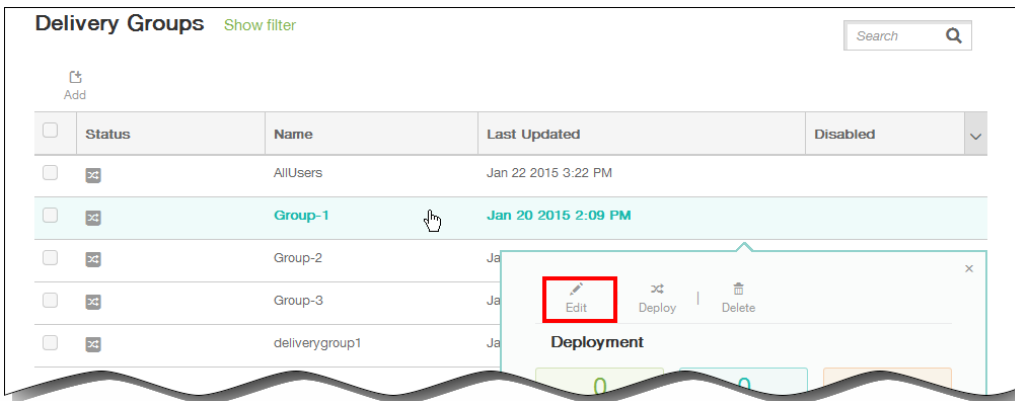 Delivery Groups Show filter
Search
Add
Status Name Last Updated Disabled
AllUsers Jan 22 2015 3:22 PM
Group-1 Jan 20 2015 2:09 PM
Group-2 Ja
Group-3 Ja
deliverygroup1 Ja
Edit Deploy | Delete
Deployment
0 0